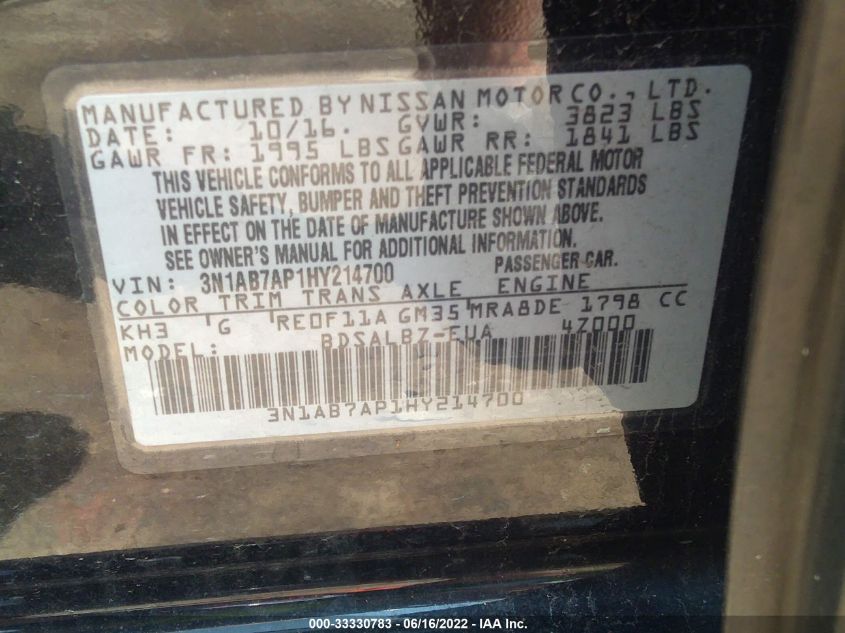 MANUFACTURED BY NISSAN MOTOR CO., LTD.
DATE: 10/16. GVWR: 3823 LBS
GAWR FR: 1995 LBS GAWR RR: 1841 LBS
THIS VEHICLE CONFORMS TO ALL APPLICABLE FEDERAL MOTOR
VEHICLE SAFETY, BUMPER AND THEFT PREVENTION STANDARDS
IN EFFECT ON THE DATE OF MANUFACTURE SHOWN ABOVE.
SEE OWNER'S MANUAL FOR ADDITIONAL INFORMATION.
VIN: 3N1AB7AP1HY214700 PASSENGER CAR.
COLOR TRIM TRANS AXLE ENGINE
KH3 G RE0F11A GM35 MRA8DE 1798 CC
MODEL: BDSALBZ-EUA 4Z000
3N1AB7AP1HY214700
000-33330783 - 06/16/2022 - IAA Inc.